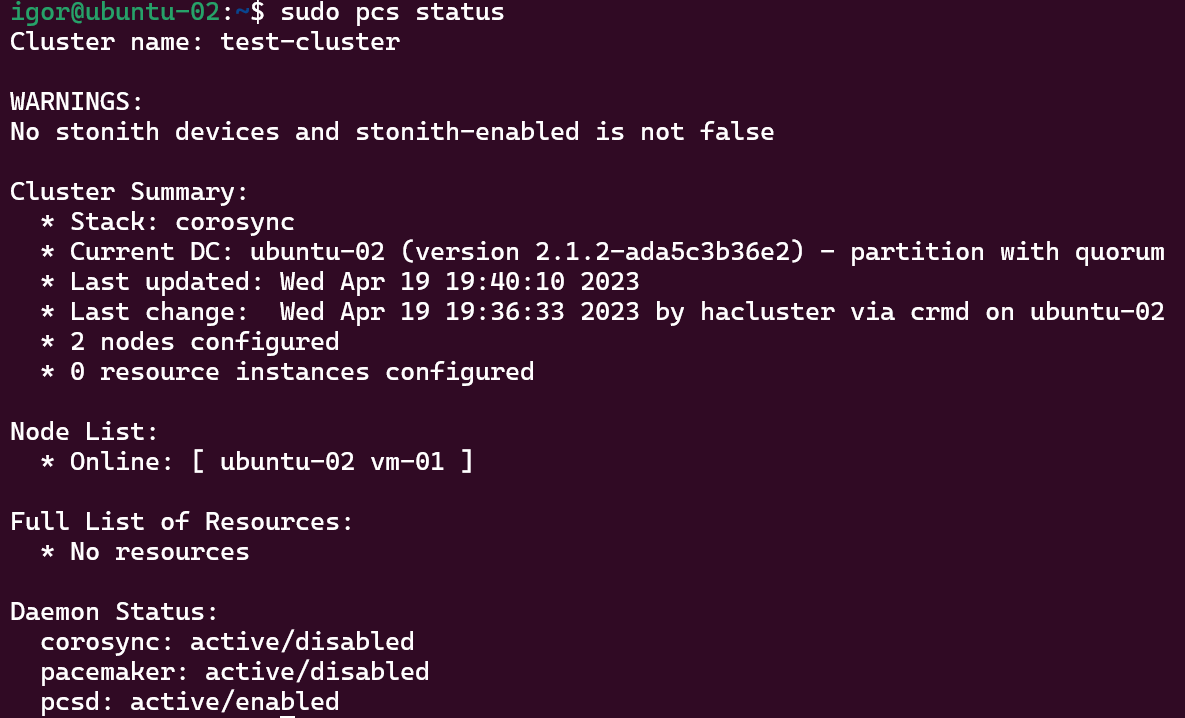 igor@ubuntu-02:~$ sudo pcs status
Cluster name: test-cluster

WARNINGS:
No stonith devices and stonith-enabled is not false

Cluster Summary:
  * Stack: corosync
  * Current DC: ubuntu-02 (version 2.1.2-ada5c3b36e2) - partition with quorum
  * Last updated: Wed Apr 19 19:40:10 2023
  * Last change:  Wed Apr 19 19:36:33 2023 by hacluster via crmd on ubuntu-02
  * 2 nodes configured
  * 0 resource instances configured

Node List:
  * Online: [ ubuntu-02 vm-01 ]

Full List of Resources:
  * No resources

Daemon Status:
  corosync: active/disabled
  pacemaker: active/disabled
  pcsd: active/enabled